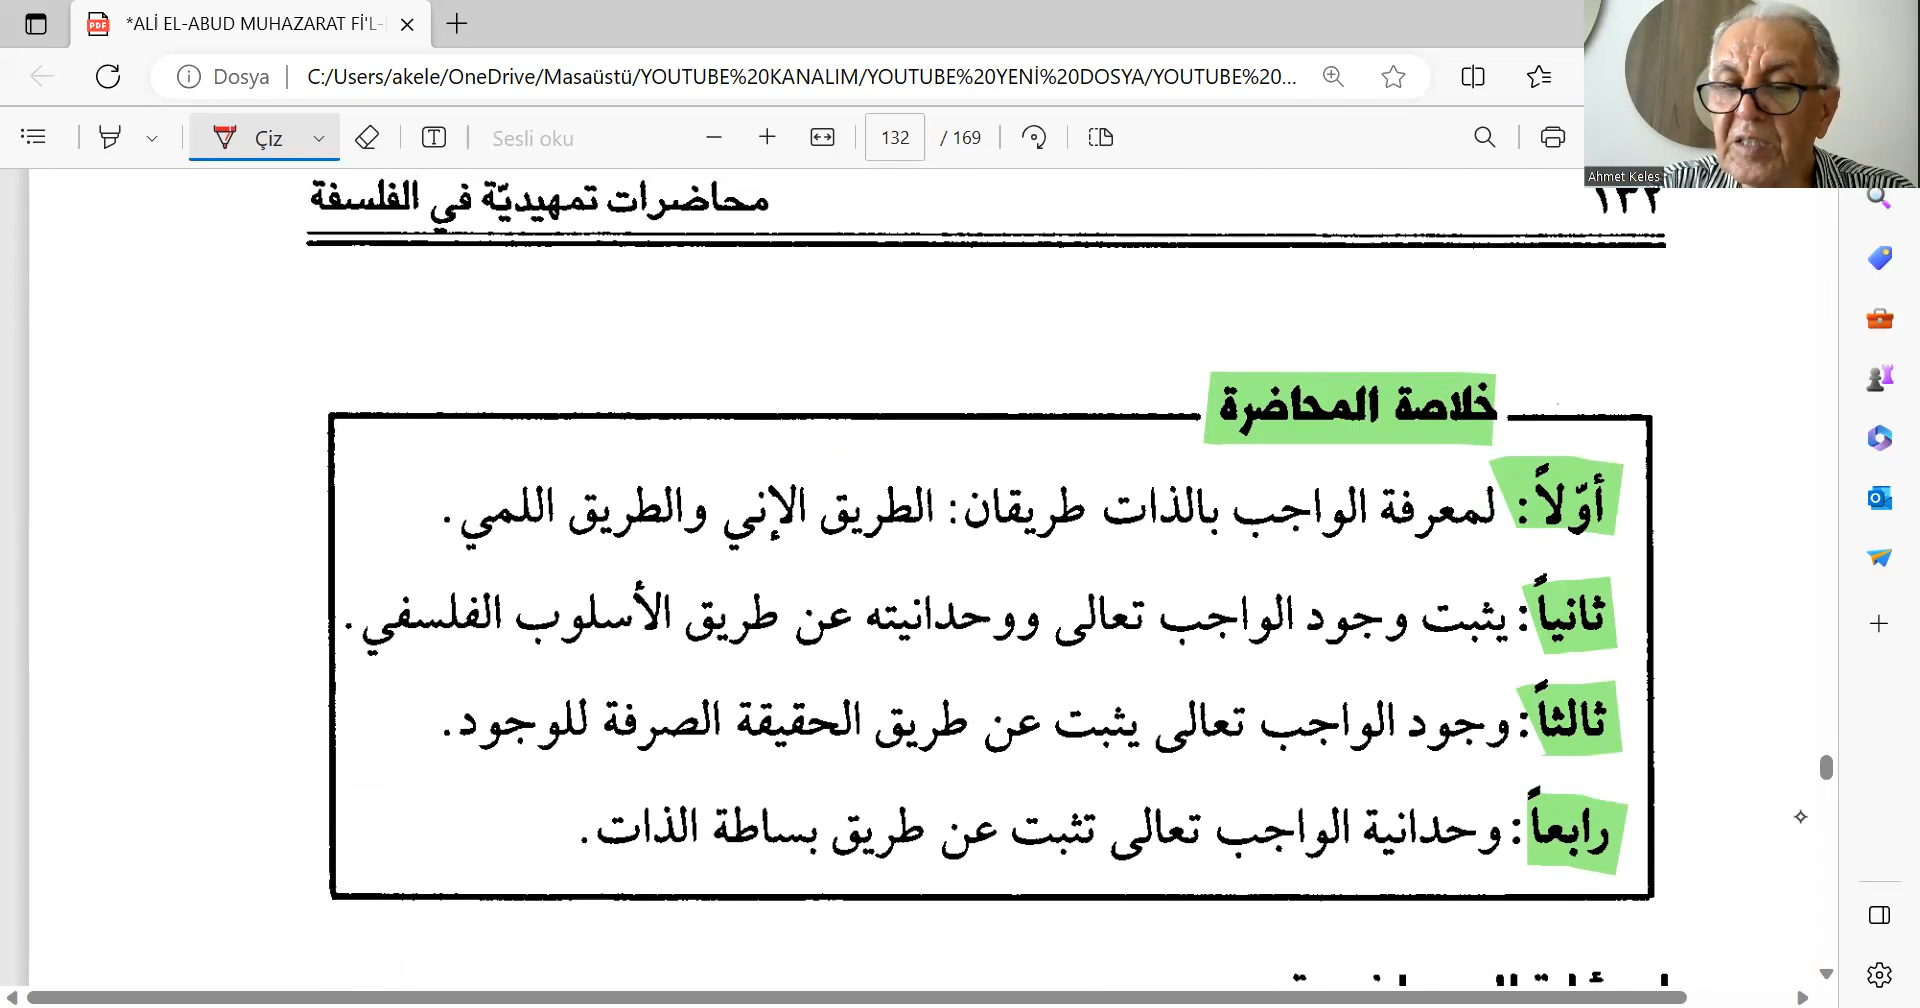 *ALİ EL-ABUD MUHAZARAT Fİ'L-
Dosya
C:/Users/akele/OneDrive/Masaüstü/YOUTUBE%20KANALIM/YOUTUBE%20YENİ%20DOSYA/YOUTUBE%20...
Çiz
Sesli oku
132 / 169
Ahmet Keles
١٣٢
محاضرات تمهيديّة في الفلسفة
خلاصة المحاضرة
أوّلاً: لمعرفة الواجب بالذات طريقان: الطريق الإني والطريق اللمي.
ثانياً: يثبت وجود الواجب تعالى ووحدانيته عن طريق الأسلوب الفلسفي.
ثالثاً: وجود الواجب تعالى يثبت عن طريق الحقيقة الصرفة للوجود.
رابعاً: وحدانية الواجب تعالى تثبت عن طريق بساطة الذات.